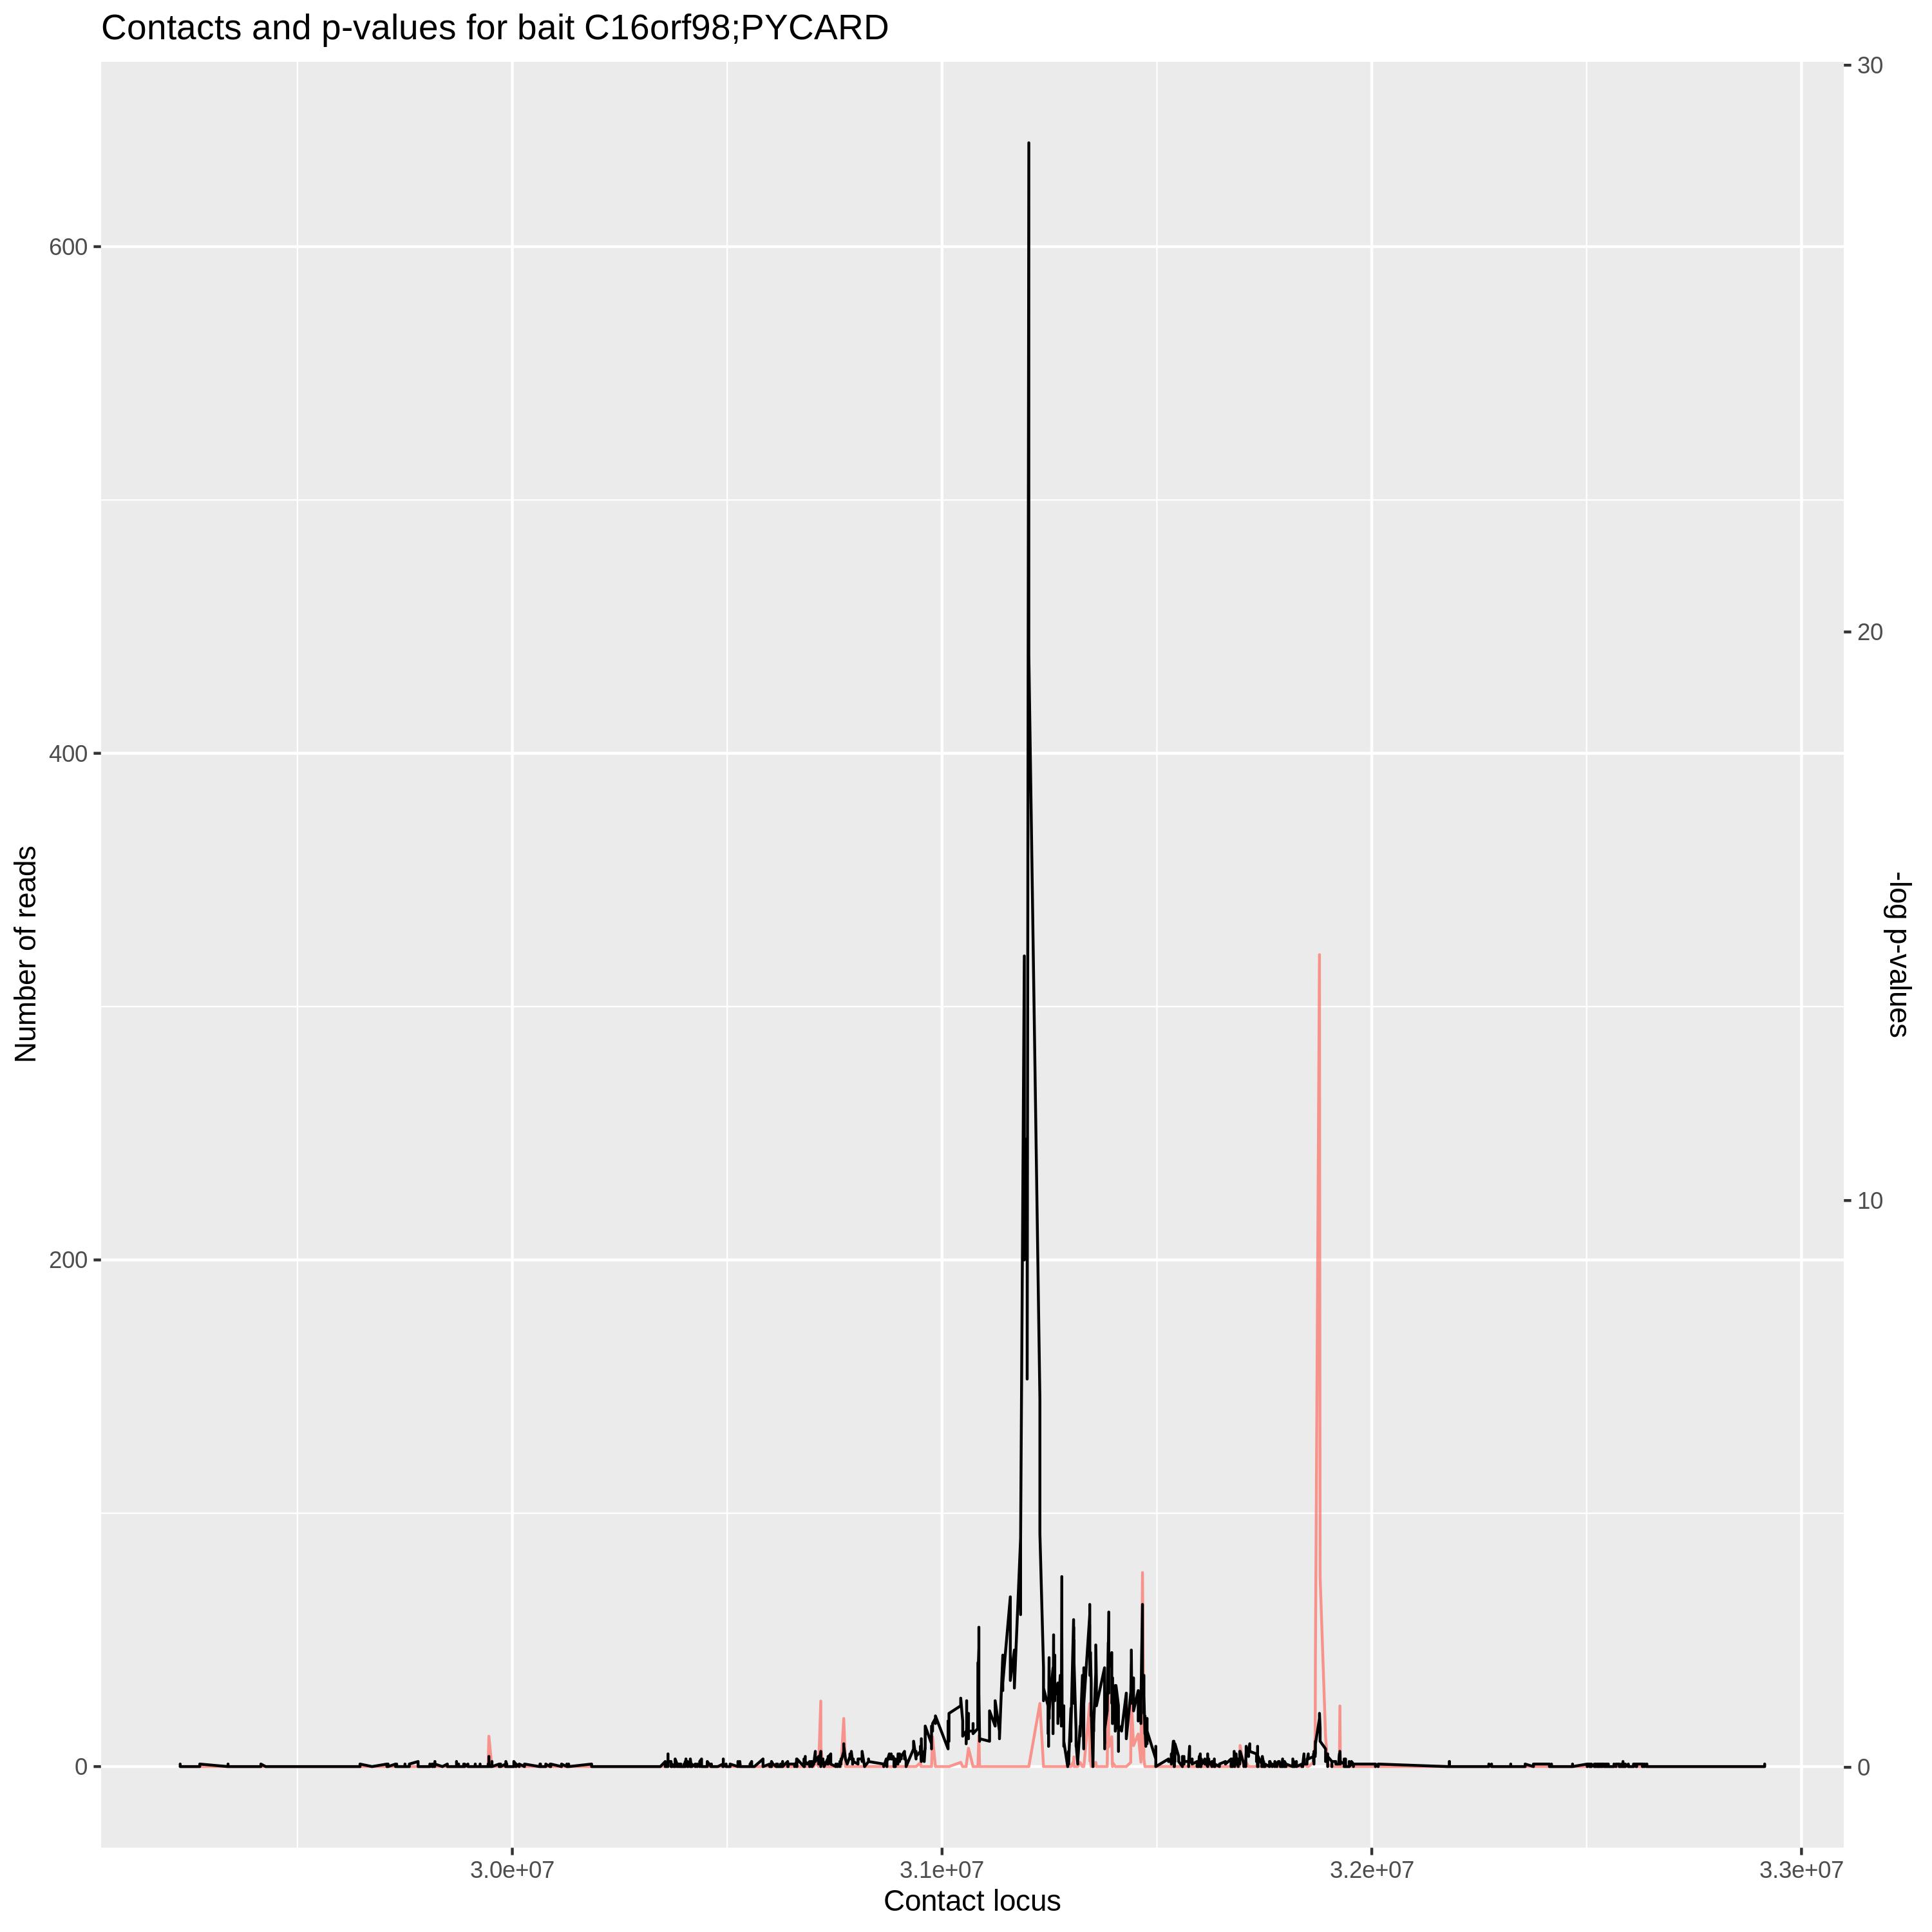 Contacts and p-values for bait C16orf98;PYCARD
30
600
20
400
Number of reads
-log p-values
10
200
0
0
3.0e+07
3.1e+07
3.2e+07
3.3e+07
Contact locus